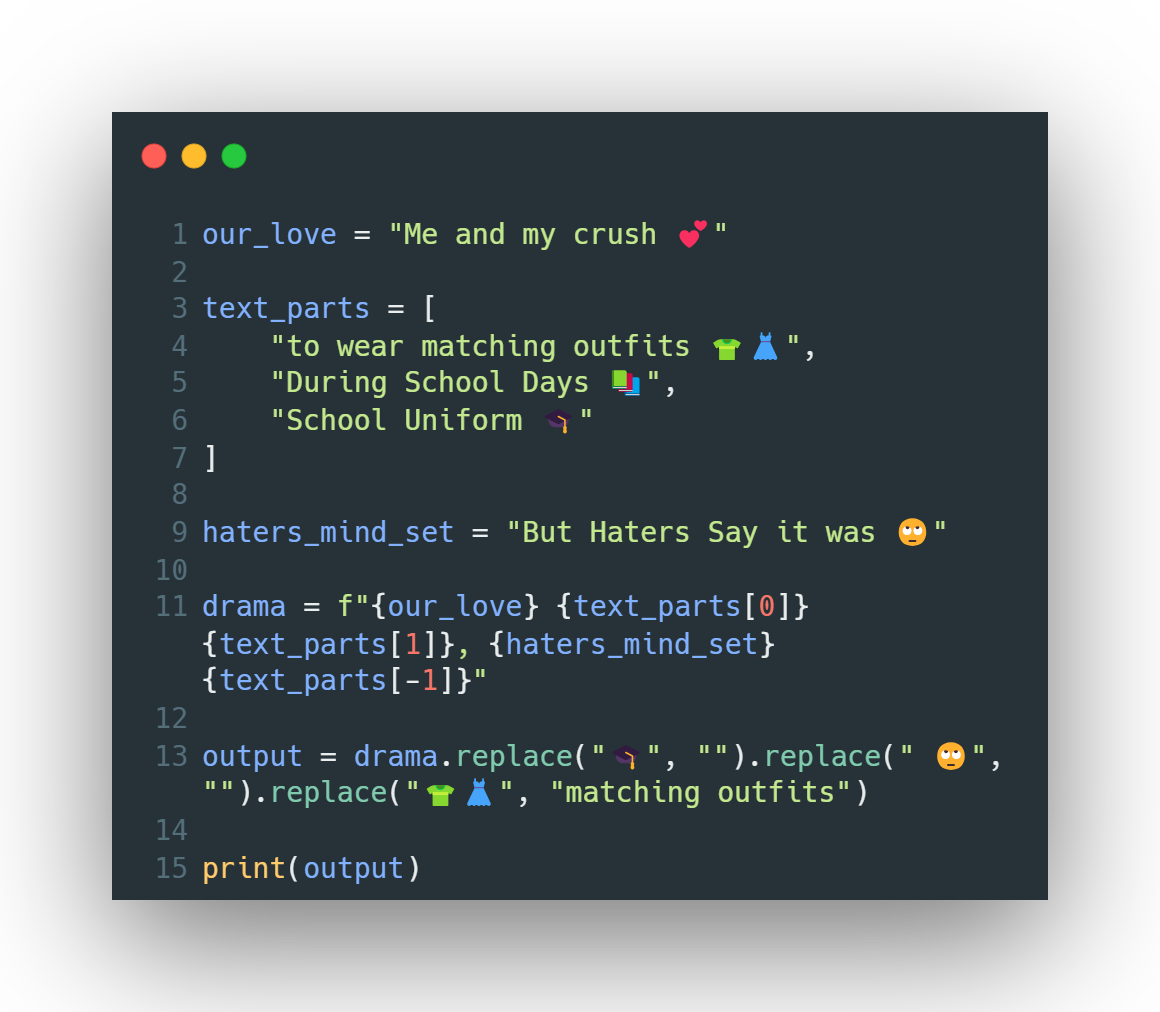 1 our_love = "Me and my crush 💕"
2
3 text_parts = [
4     "to wear matching outfits 👕👗",
5     "During School Days 📚",
6     "School Uniform 🎓"
7 ]
8
9 haters_mind_set = "But Haters Say it was 🙄"
10
11 drama = f"{our_love} {text_parts[0]}
{text_parts[1]}, {haters_mind_set}
{text_parts[-1]}"
12
13 output = drama.replace("🎓", "").replace(" 🙄",
"").replace("👕👗", "matching outfits")
14
15 print(output)